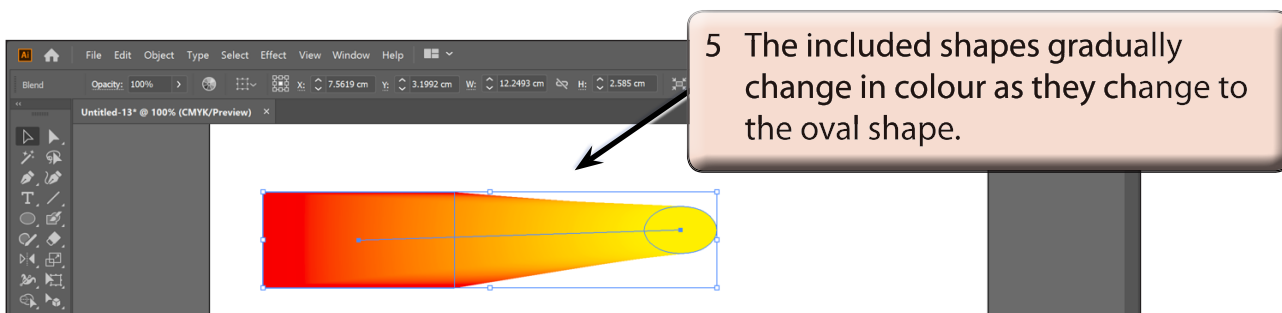 5 The included shapes gradually
change in colour as they change to
the oval shape.
Ai File Edit Object Type Select Effect View Window Help
Blend Opacity: 100% X: 7.5619 cm Y: 3.1992 cm W: 12.2493 cm H: 2.585 cm
Untitled-13* @ 100% (CMYK/Preview) ×